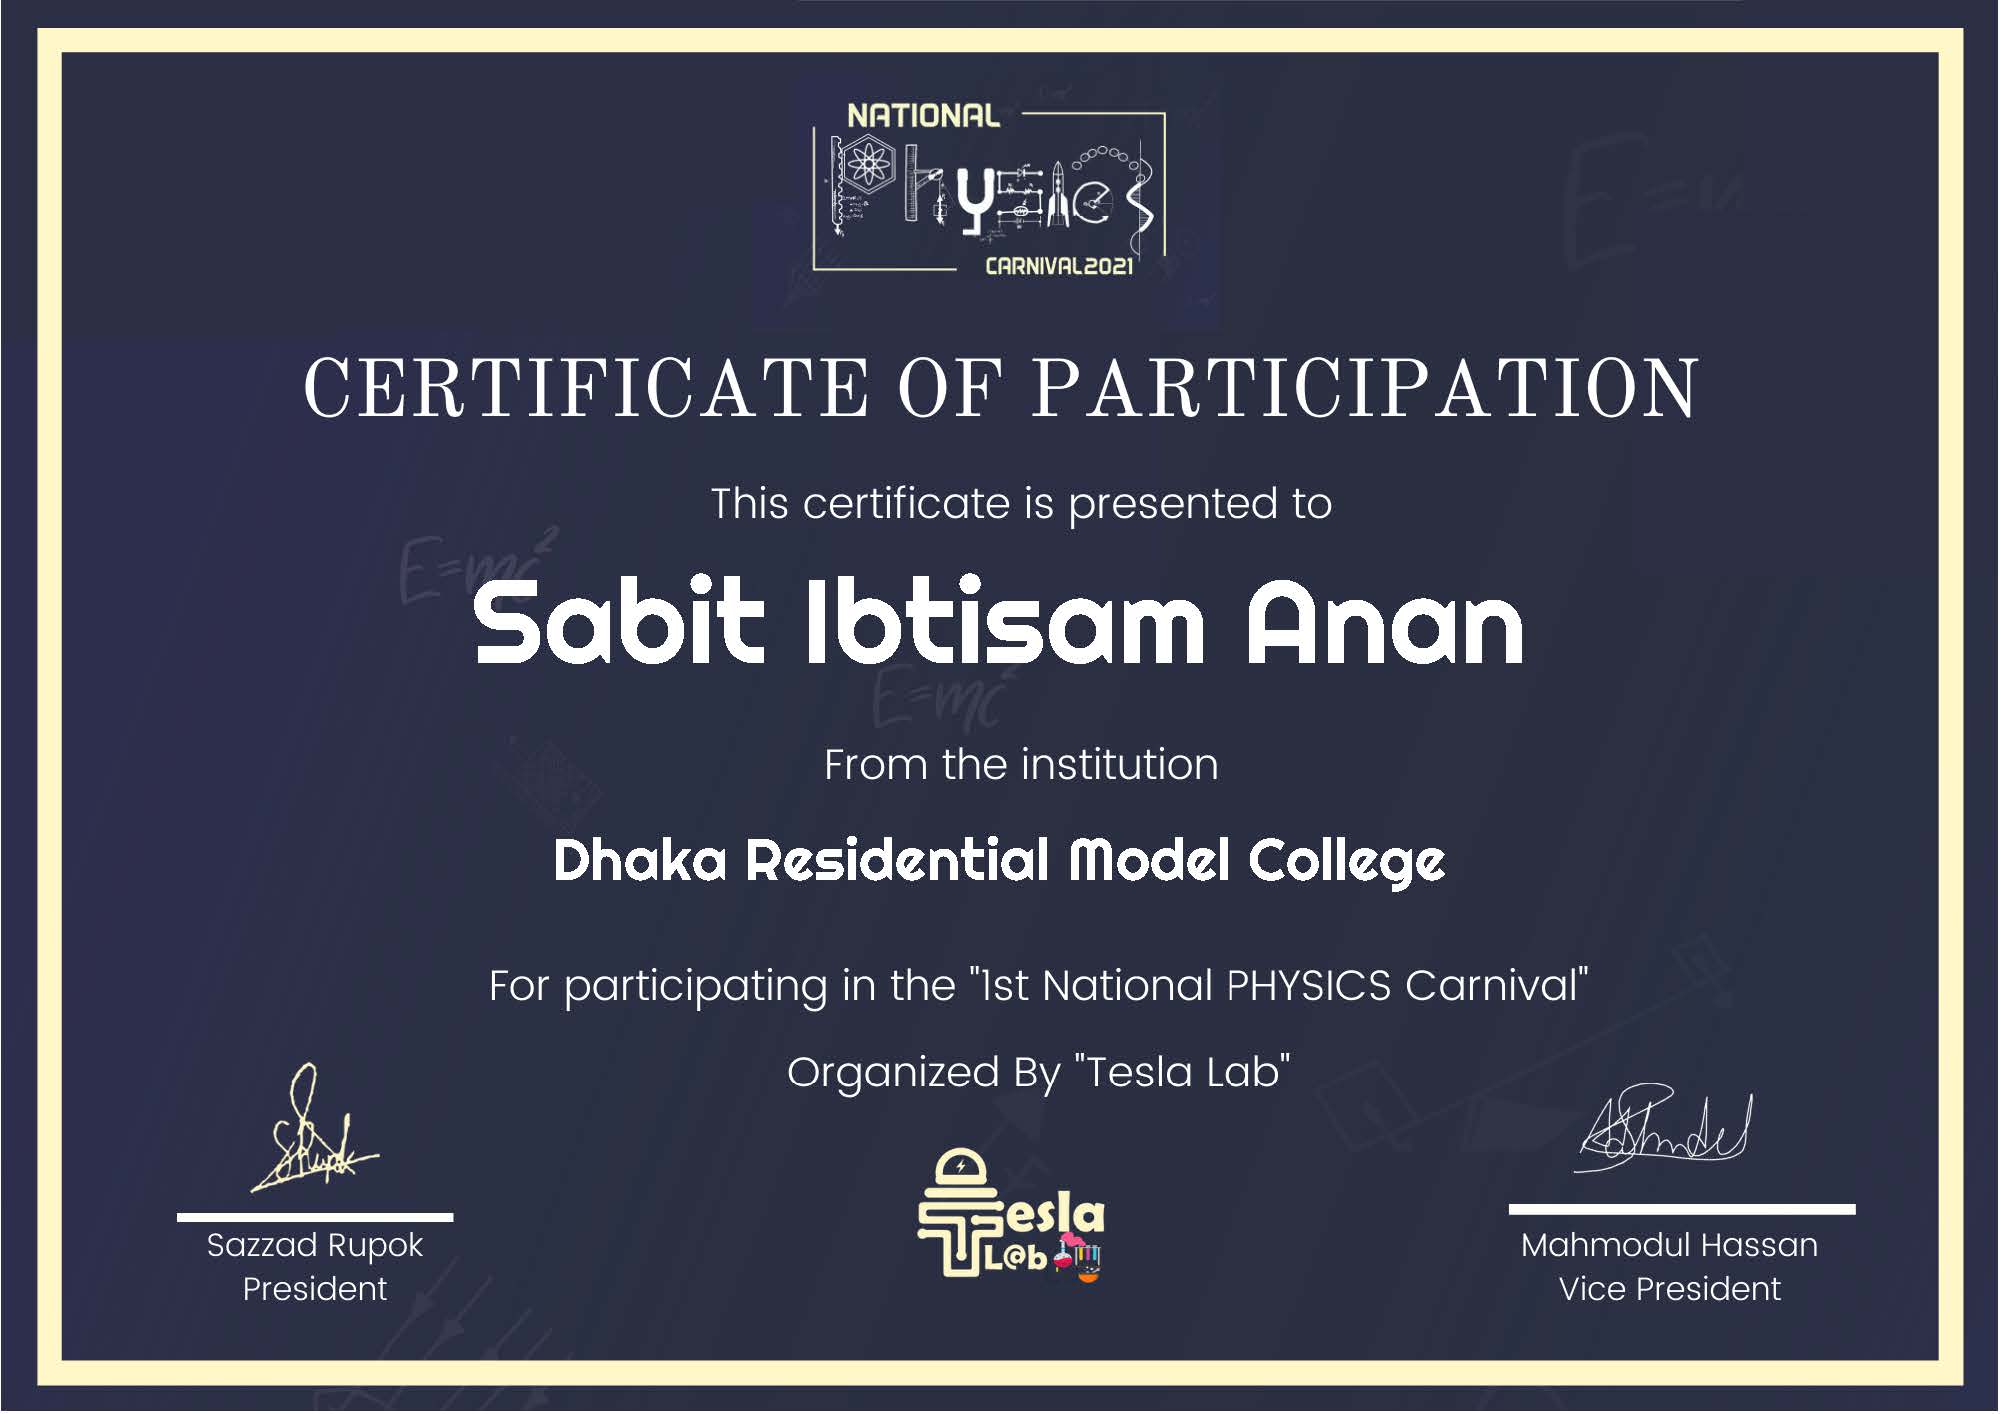 NATIONAL
Physics
CARNIVAL2021
CERTIFICATE OF PARTICIPATION
This certificate is presented to
E=mc²
Sabit Ibtisam Anan
E=mc²
From the institution
Dhaka Residential Model College
For participating in the "1st National PHYSICS Carnival"
Organized By "Tesla Lab"
Tesla
L@b
Sazzad Rupok
President
Mahmodul Hassan
Vice President